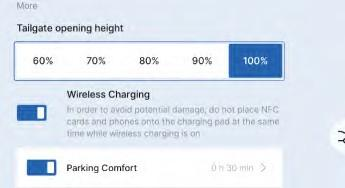 More
Tailgate opening height
60% 70% 80% 90% 100%
Wireless Charging
In order to avoid potential damage, do not place NFC
cards and phones onto the charging pad at the same
time while wireless charging is on
Parking Comfort 0 h 30 min >